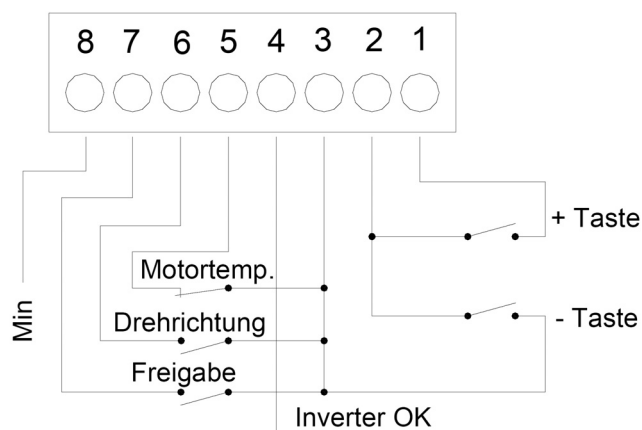 8 7 6 5 4 3 2 1
+ Taste
Motortemp.
Drehrichtung
- Taste
Min
Freigabe
Inverter OK